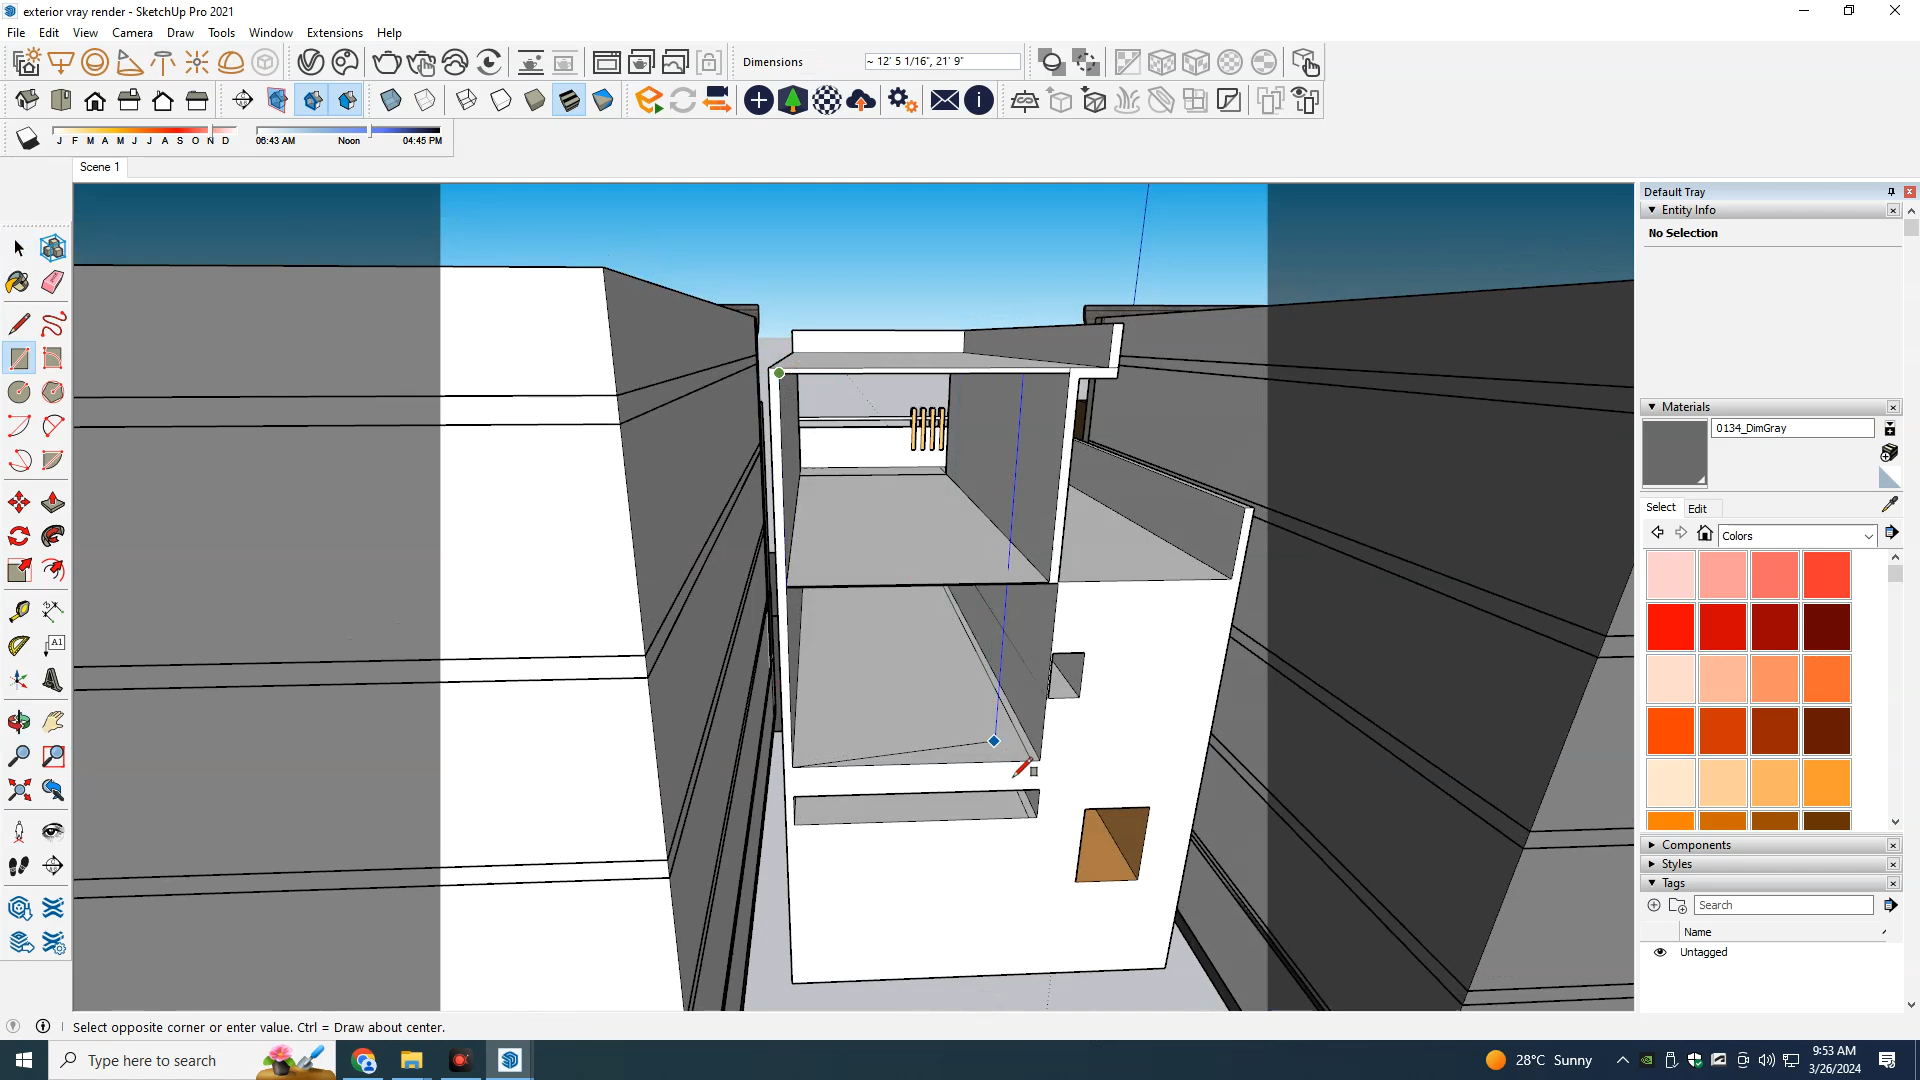 exterior vray render - SketchUp Pro 2021
File Edit View Camera Draw Tools Window Extensions Help
Dimensions ~ 12' 5 1/16", 21' 9"
J F M A M J J A S O N D 06:43 AM Noon 04:45 PM
Scene 1
Default Tray
Entity Info
No Selection
Materials
0134_DimGray
Select Edit
Colors
A1
Components
Styles
Tags
Search
Name
Untagged
Select opposite corner or enter value. Ctrl = Draw about center.
Type here to search
28°C Sunny
9:53 AM
3/26/2024